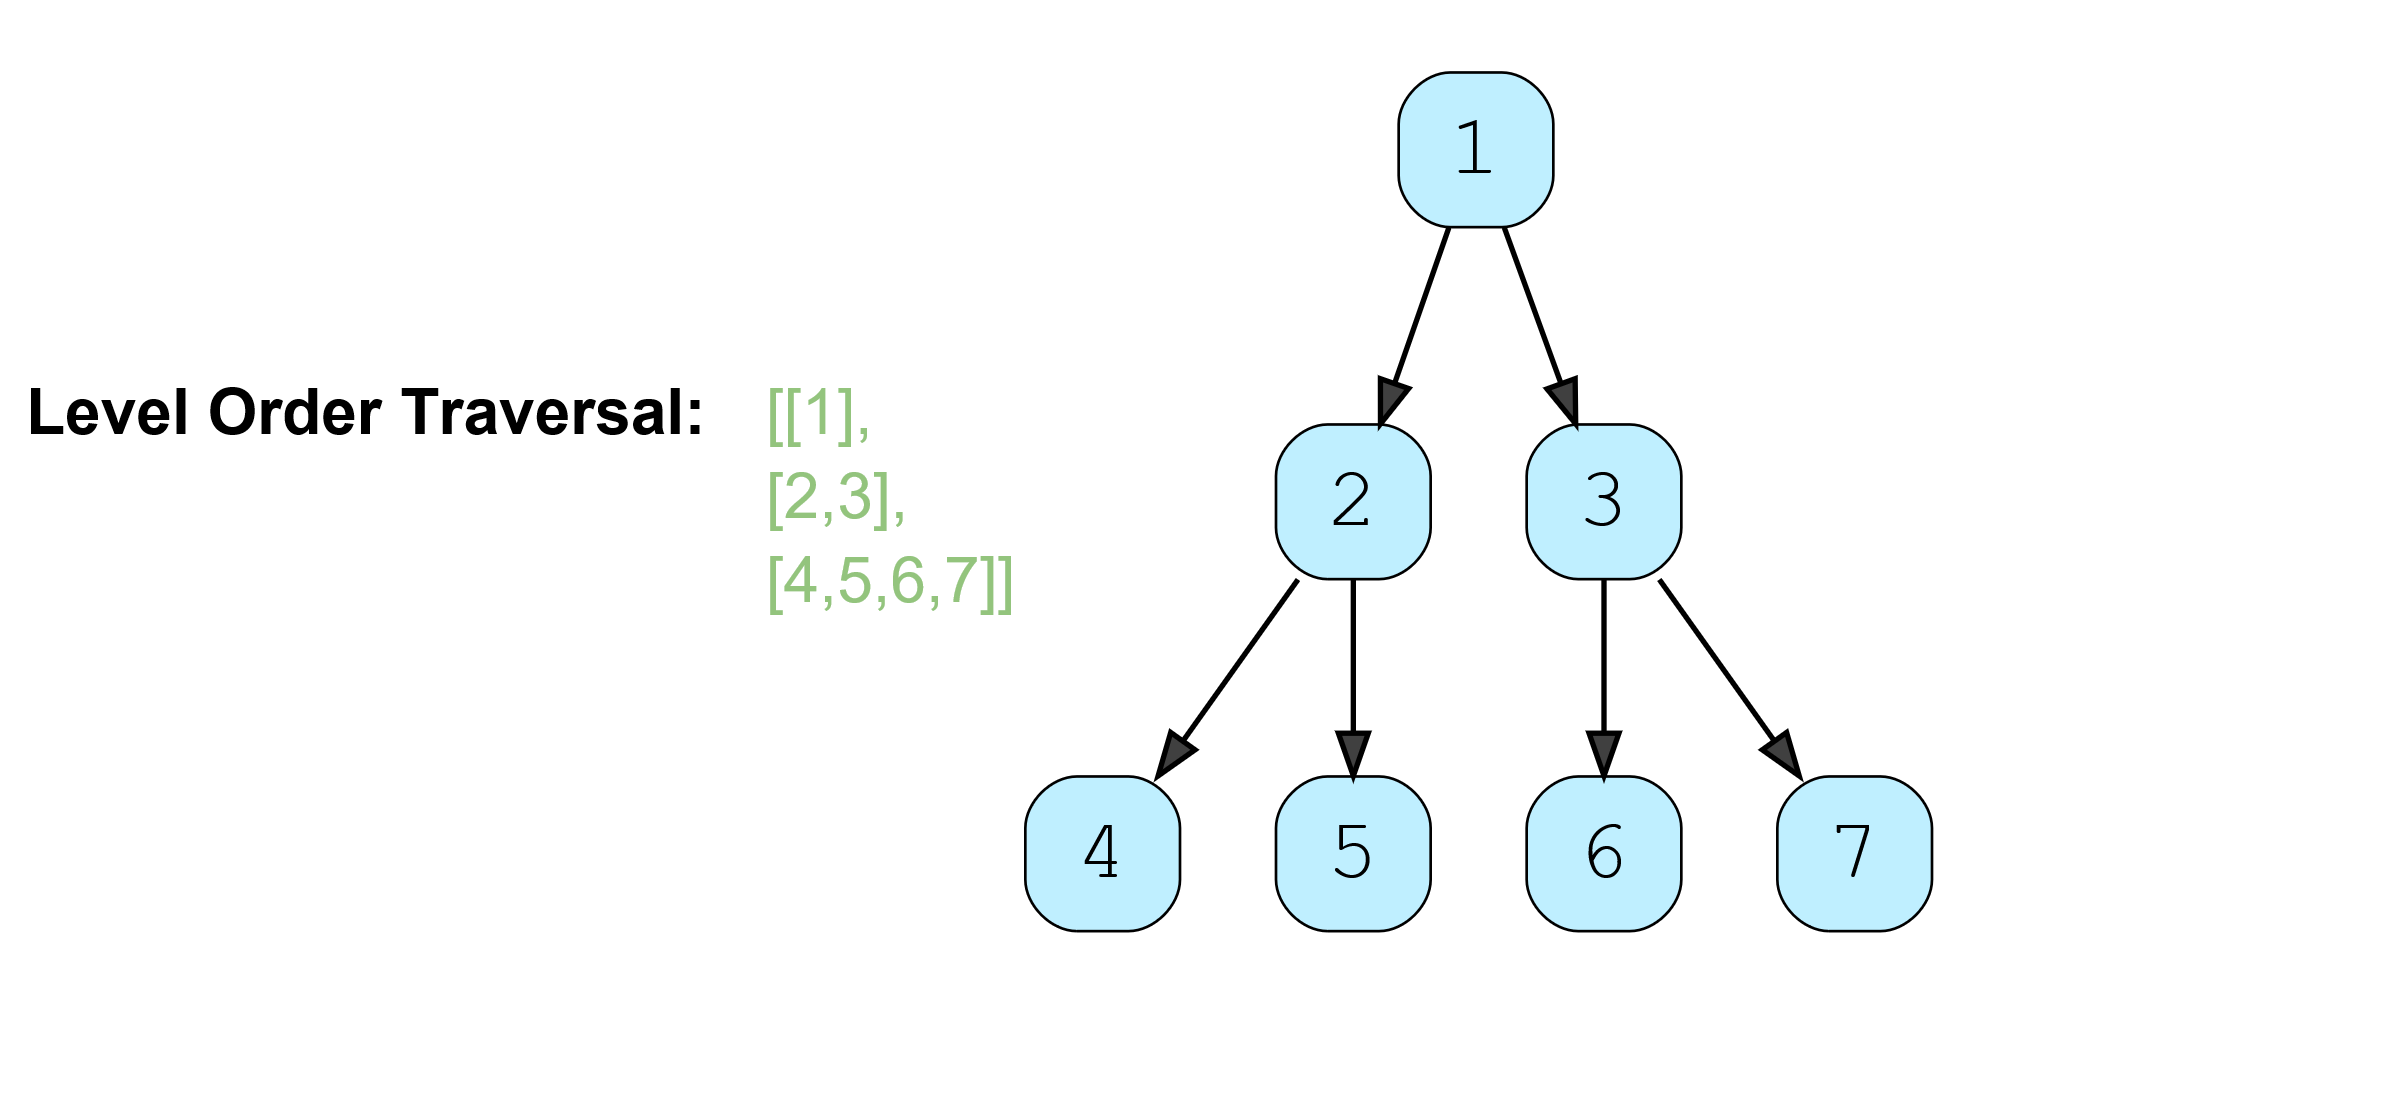 Level Order Traversal: [[1],
[2,3],
[4,5,6,7]]
1
2 3
4 5 6 7